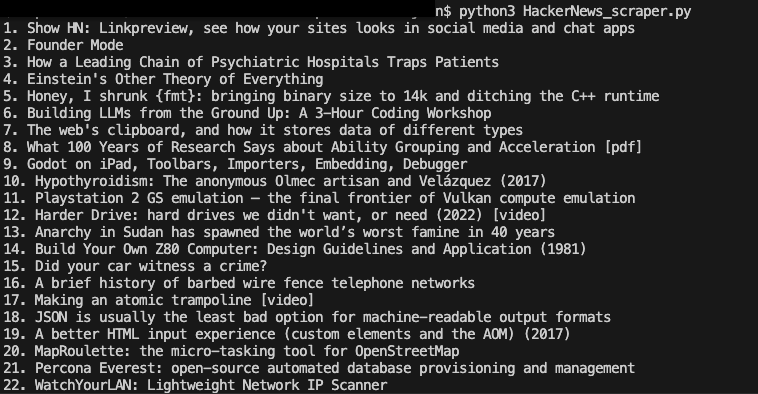 n$ python3 HackerNews_scraper.py
1. Show HN: Linkpreview, see how your sites looks in social media and chat apps
2. Founder Mode
3. How a Leading Chain of Psychiatric Hospitals Traps Patients
4. Einstein's Other Theory of Everything
5. Honey, I shrunk {fmt}: bringing binary size to 14k and ditching the C++ runtime
6. Building LLMs from the Ground Up: A 3-Hour Coding Workshop
7. The web's clipboard, and how it stores data of different types
8. What 100 Years of Research Says about Ability Grouping and Acceleration [pdf]
9. Godot on iPad, Toolbars, Importers, Embedding, Debugger
10. Hypothyroidism: The anonymous Olmec artisan and Velázquez (2017)
11. Playstation 2 GS emulation – the final frontier of Vulkan compute emulation
12. Harder Drive: hard drives we didn't want, or need (2022) [video]
13. Anarchy in Sudan has spawned the world’s worst famine in 40 years
14. Build Your Own Z80 Computer: Design Guidelines and Application (1981)
15. Did your car witness a crime?
16. A brief history of barbed wire fence telephone networks
17. Making an atomic trampoline [video]
18. JSON is usually the least bad option for machine-readable output formats
19. A better HTML input experience (custom elements and the AOM) (2017)
20. MapRoulette: the micro-tasking tool for OpenStreetMap
21. Percona Everest: open-source automated database provisioning and management
22. WatchYourLAN: Lightweight Network IP Scanner